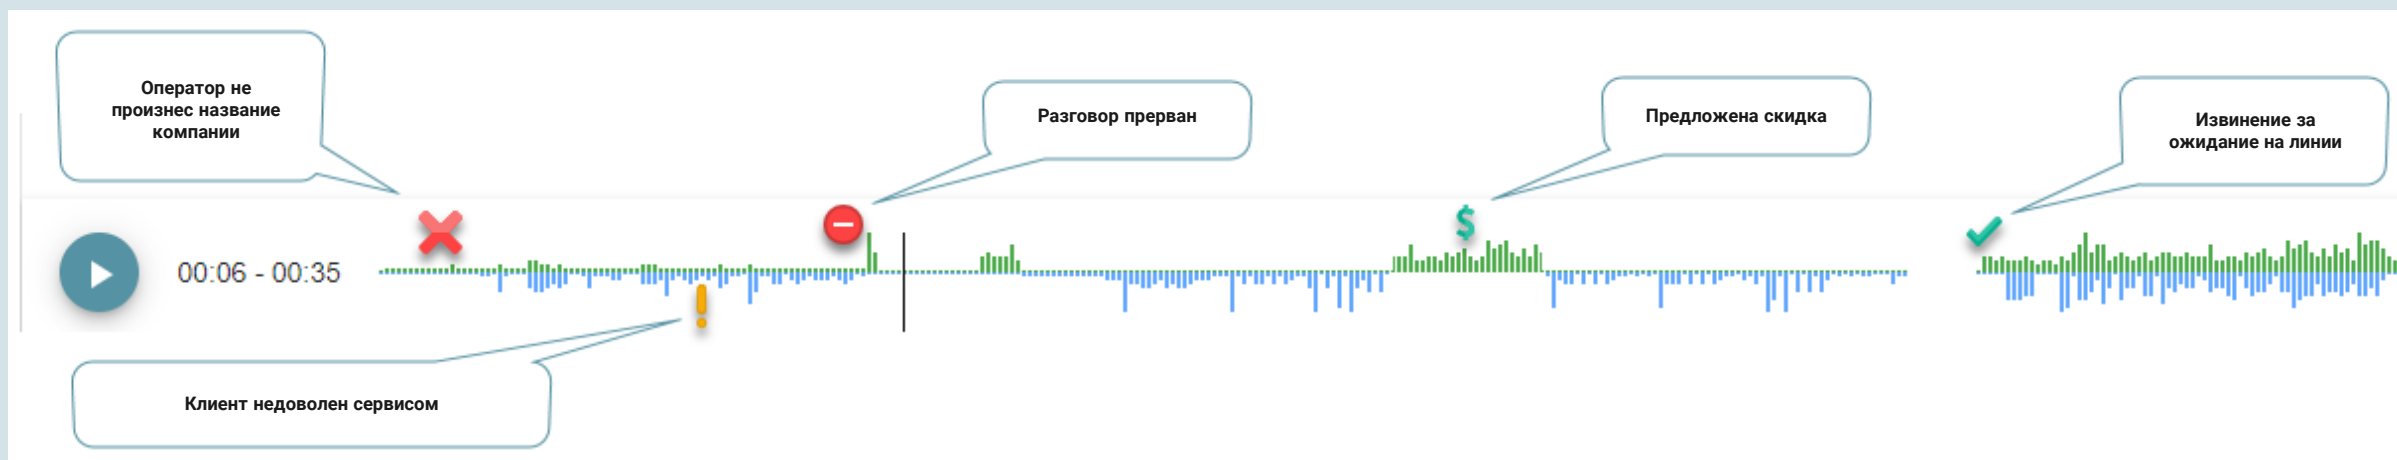 Оператор не
произнес название
компании
Разговор прерван
Предложена скидка
Извинение за
ожидание на линии
$
00:06 - 00:35
Клиент недоволен сервисом